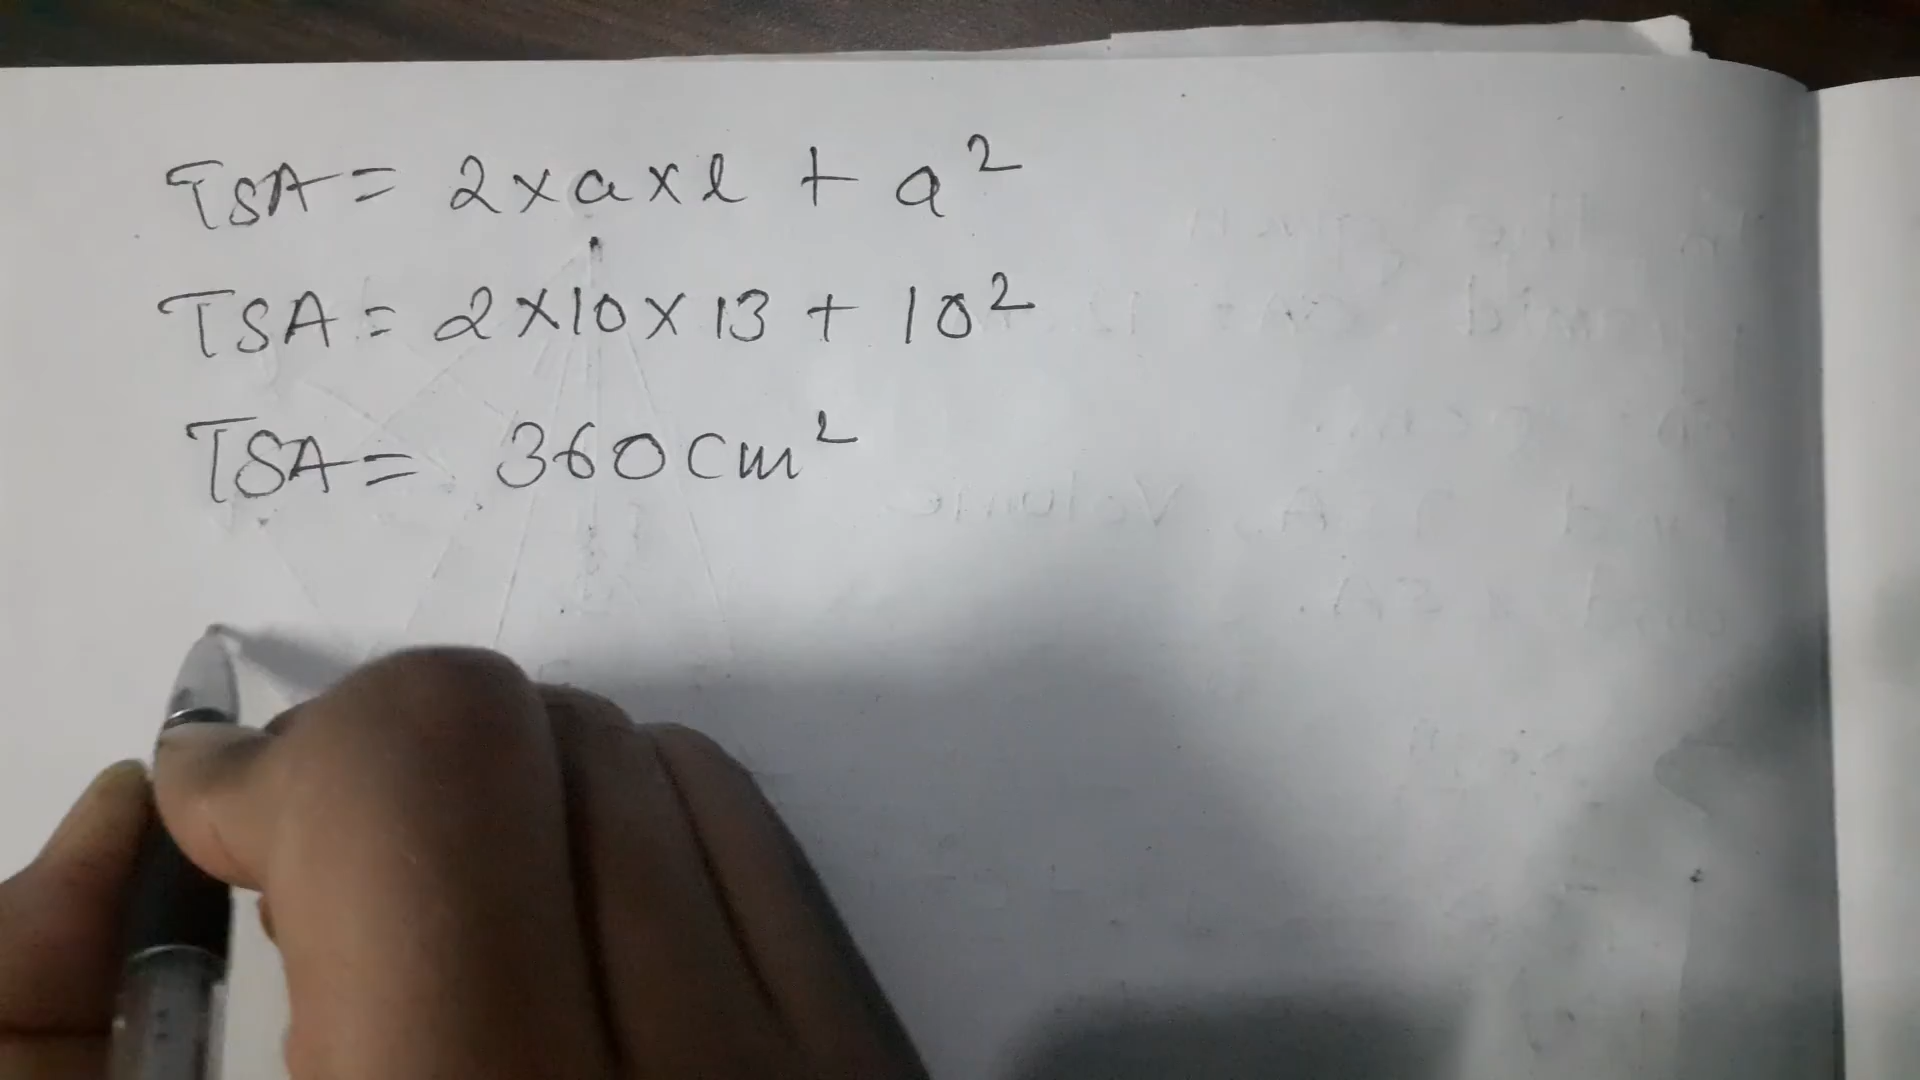 TSA = 2 x a x l + a²
TSA = 2 x 10 x 13 + 10²
TSA = 360 cm²